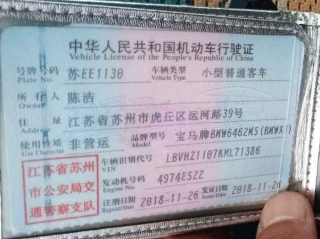 中华人民共和国机动车行驶证
Vehicle License of the People's Republic of China
号牌号码 苏EE1130 车辆类型 小型普通客车
Plate No. Vehicle Type
所有人 陈浩
Owner
住址 江苏省苏州市虎丘区运河路39号
使用性质 非营运 品牌型号 宝马牌BMW6462MS(BMWX1)
Use Character Model
江苏省苏州
市公安局交
通警察支队
车辆识别代号 LBVHZ1107KML71386
VIN
发动机号码 4974E522
Engine No.
注册日期 2018-11-26 发证日期 2018-11-26
Register Date Issue Date